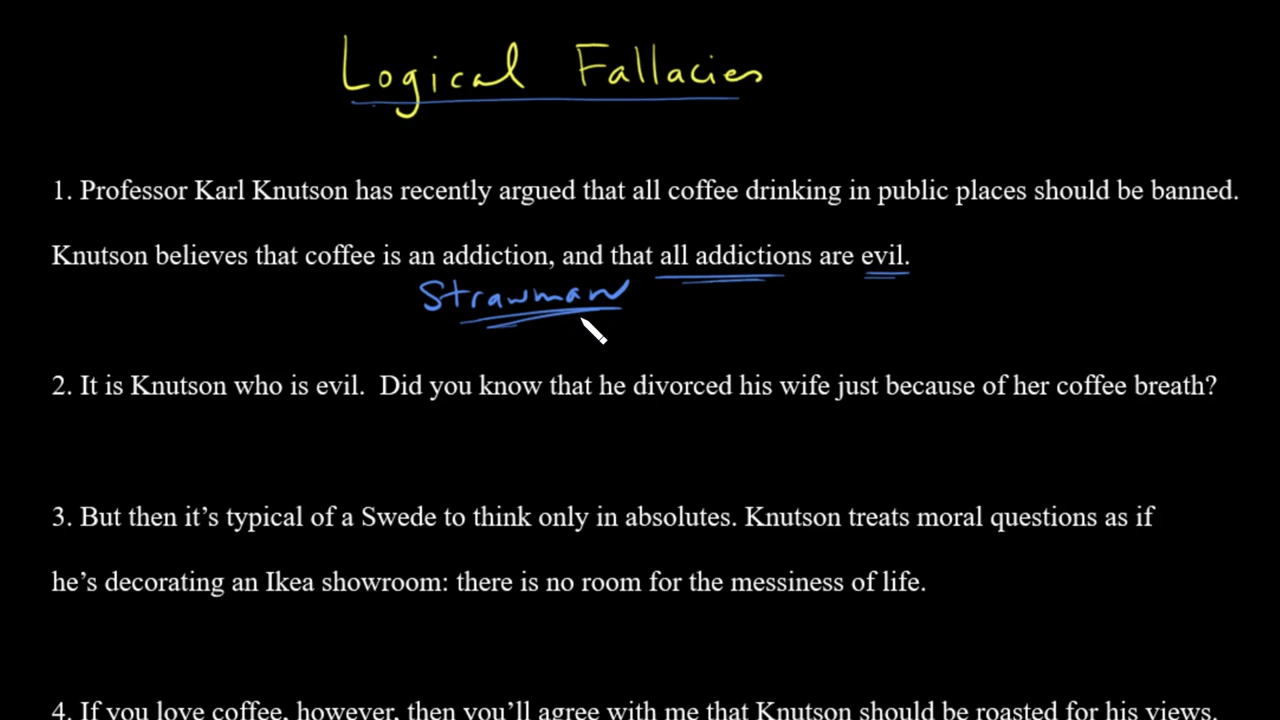 Logical Fallacies
1. Professor Karl Knutson has recently argued that all coffee drinking in public places should be banned.
Knutson believes that coffee is an addiction, and that all addictions are evil.
Strawman
2. It is Knutson who is evil.  Did you know that he divorced his wife just because of her coffee breath?
3. But then it’s typical of a Swede to think only in absolutes. Knutson treats moral questions as if
he’s decorating an Ikea showroom: there is no room for the messiness of life.
4. If you love coffee, however, then you’ll agree with me that Knutson should be roasted for his views.